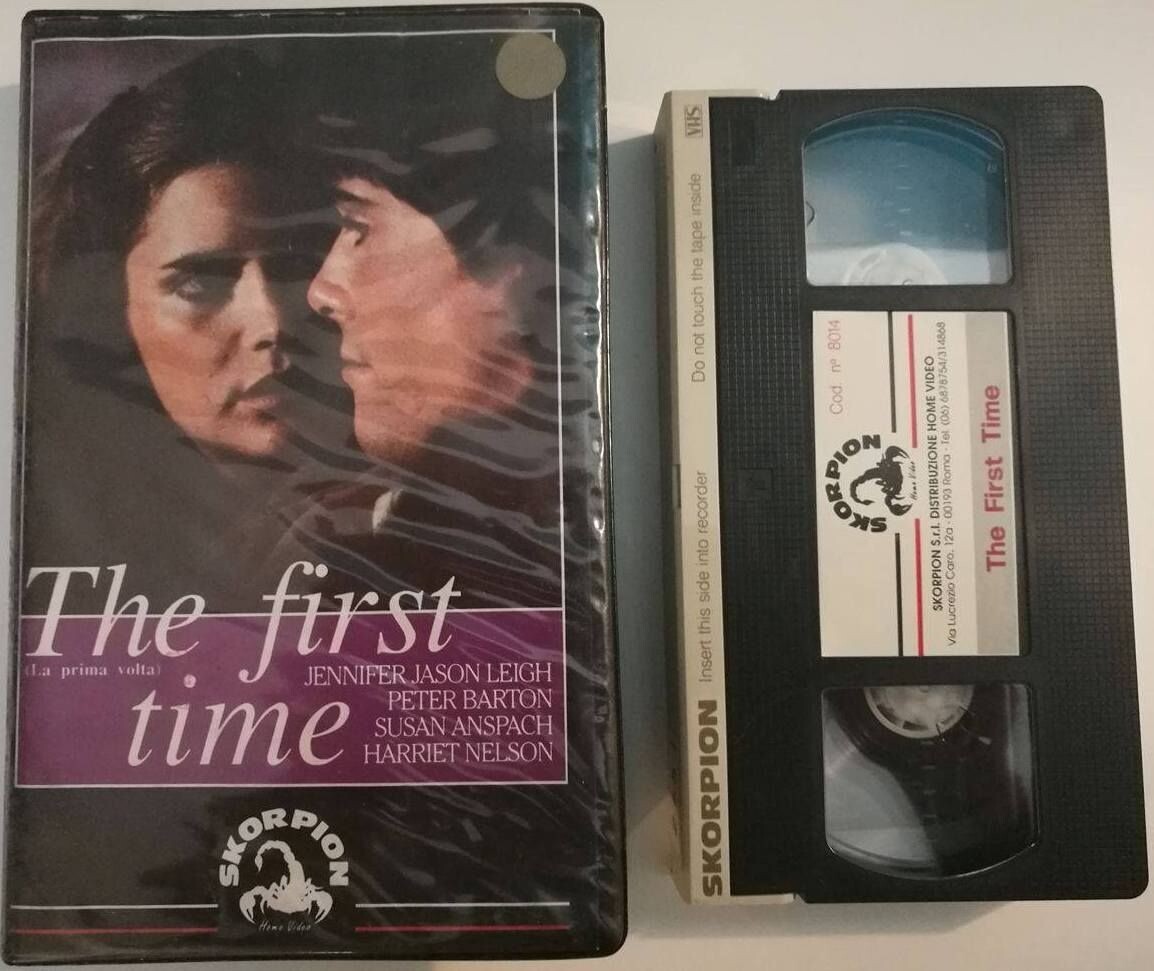 The first
(La prima volta)
time
JENNIFER JASON LEIGH
PETER BARTON
SUSAN ANSPACH
HARRIET NELSON
SKORPION
Home Video
SKORPION
Insert this side into recorder
Do not touch the tape inside
VHS
Cod. nº 8014
SKORPION
Home Video
SKORPION S.r.l. DISTRIBUZIONE HOME VIDEO
Via Lucrezio Caro, 12a - 00193 Roma - Tel. (06) 6878754/314868
The First Time